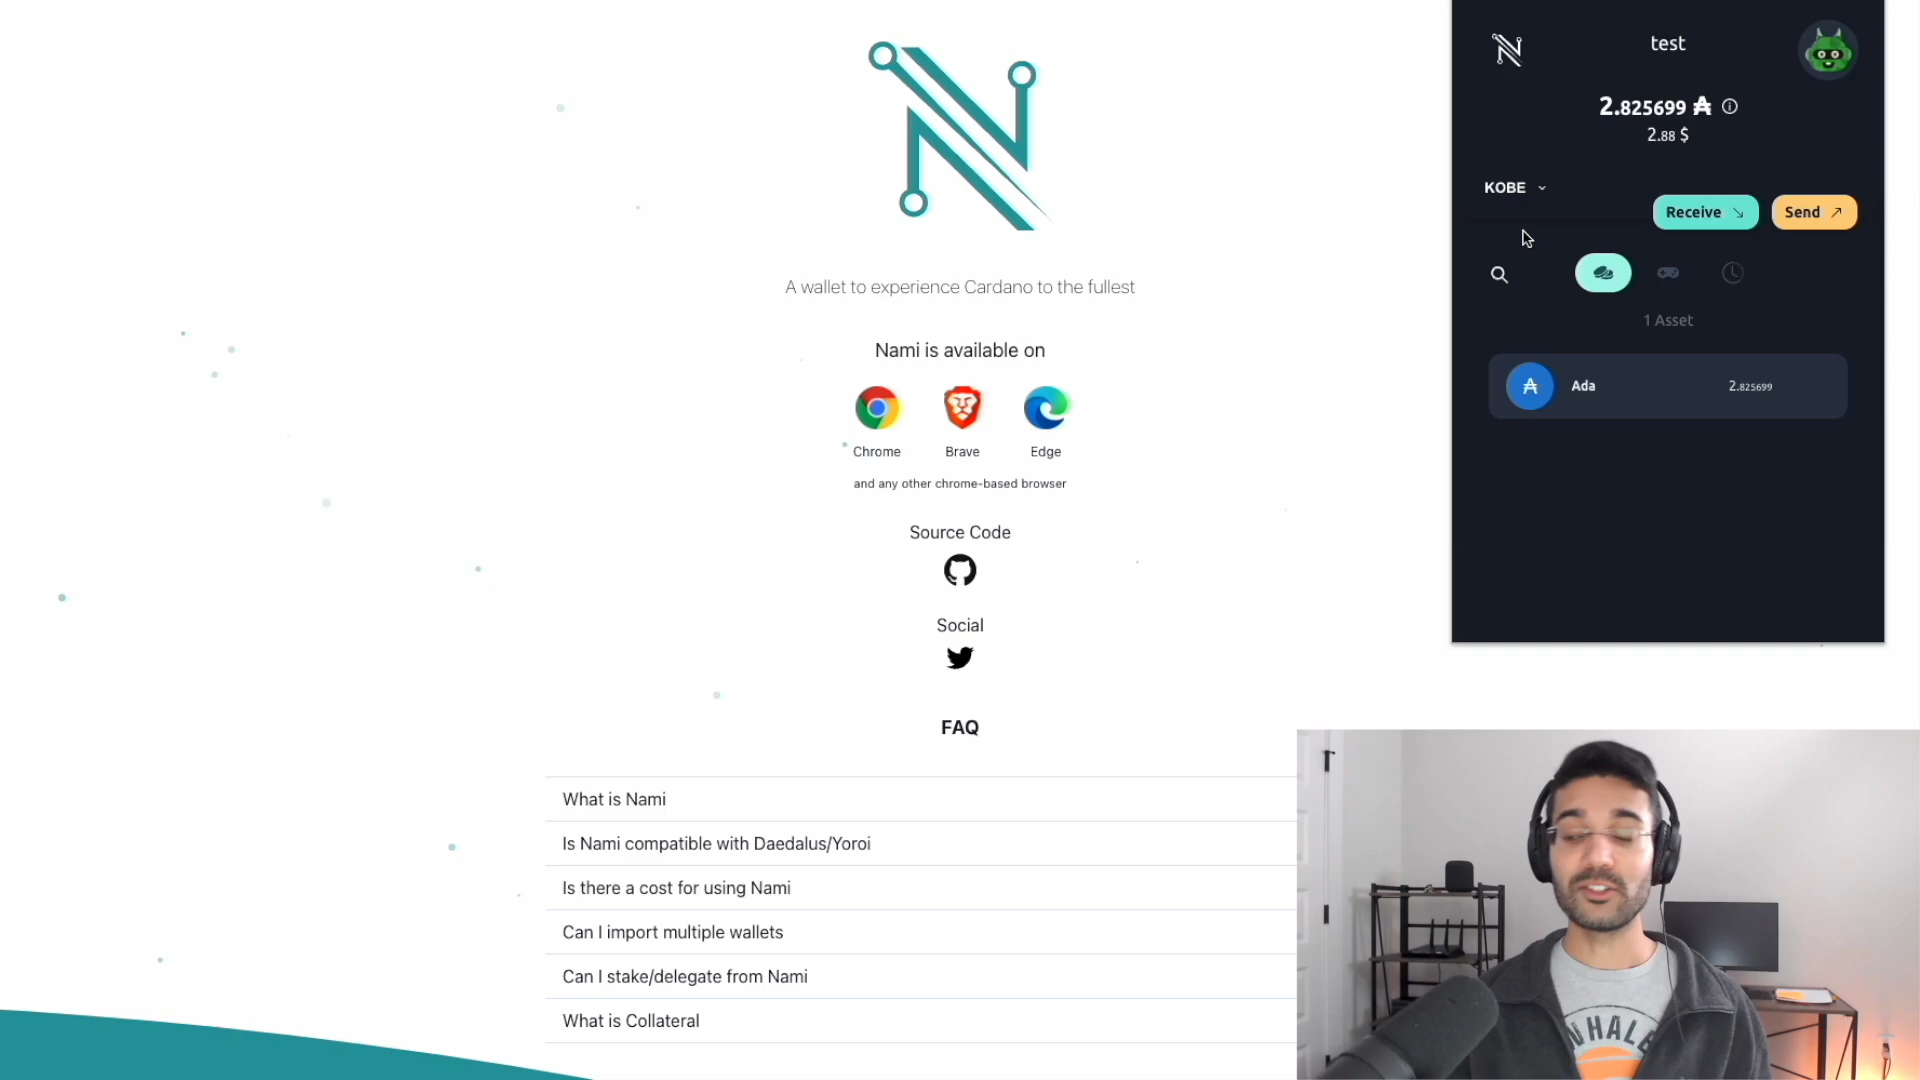 A wallet to experience Cardano to the fullest
Nami is available on
Chrome
Brave
Edge
and any other chrome-based browser
Source Code
Social
FAQ
What is Nami
Is Nami compatible with Daedalus/Yoroi
Is there a cost for using Nami
Can I import multiple wallets
Can I stake/delegate from Nami
What is Collateral
test
2.825699 ₳
2.88 $
KOBE
Receive
Send
1 Asset
₳
Ada
2.825699
WHALE